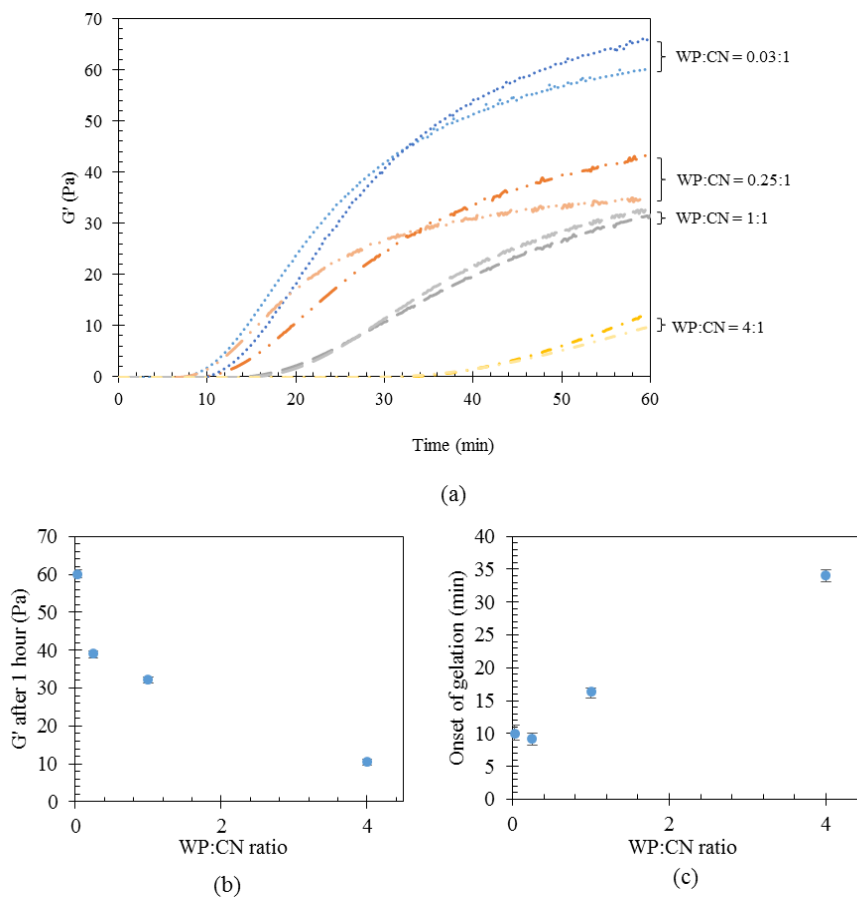 70
60
50
40
30
20
10
0
G' (Pa)
0 10 20 30 40 50 60
Time (min)
WP:CN = 0.03:1
WP:CN = 0.25:1
WP:CN = 1:1
WP:CN = 4:1
(a)
70
60
50
40
30
20
10
0
G' after 1 hour (Pa)
0 2 4
WP:CN ratio
(b)
40
35
30
25
20
15
10
5
0
Onset of gelation (min)
0 2 4
WP:CN ratio
(c)